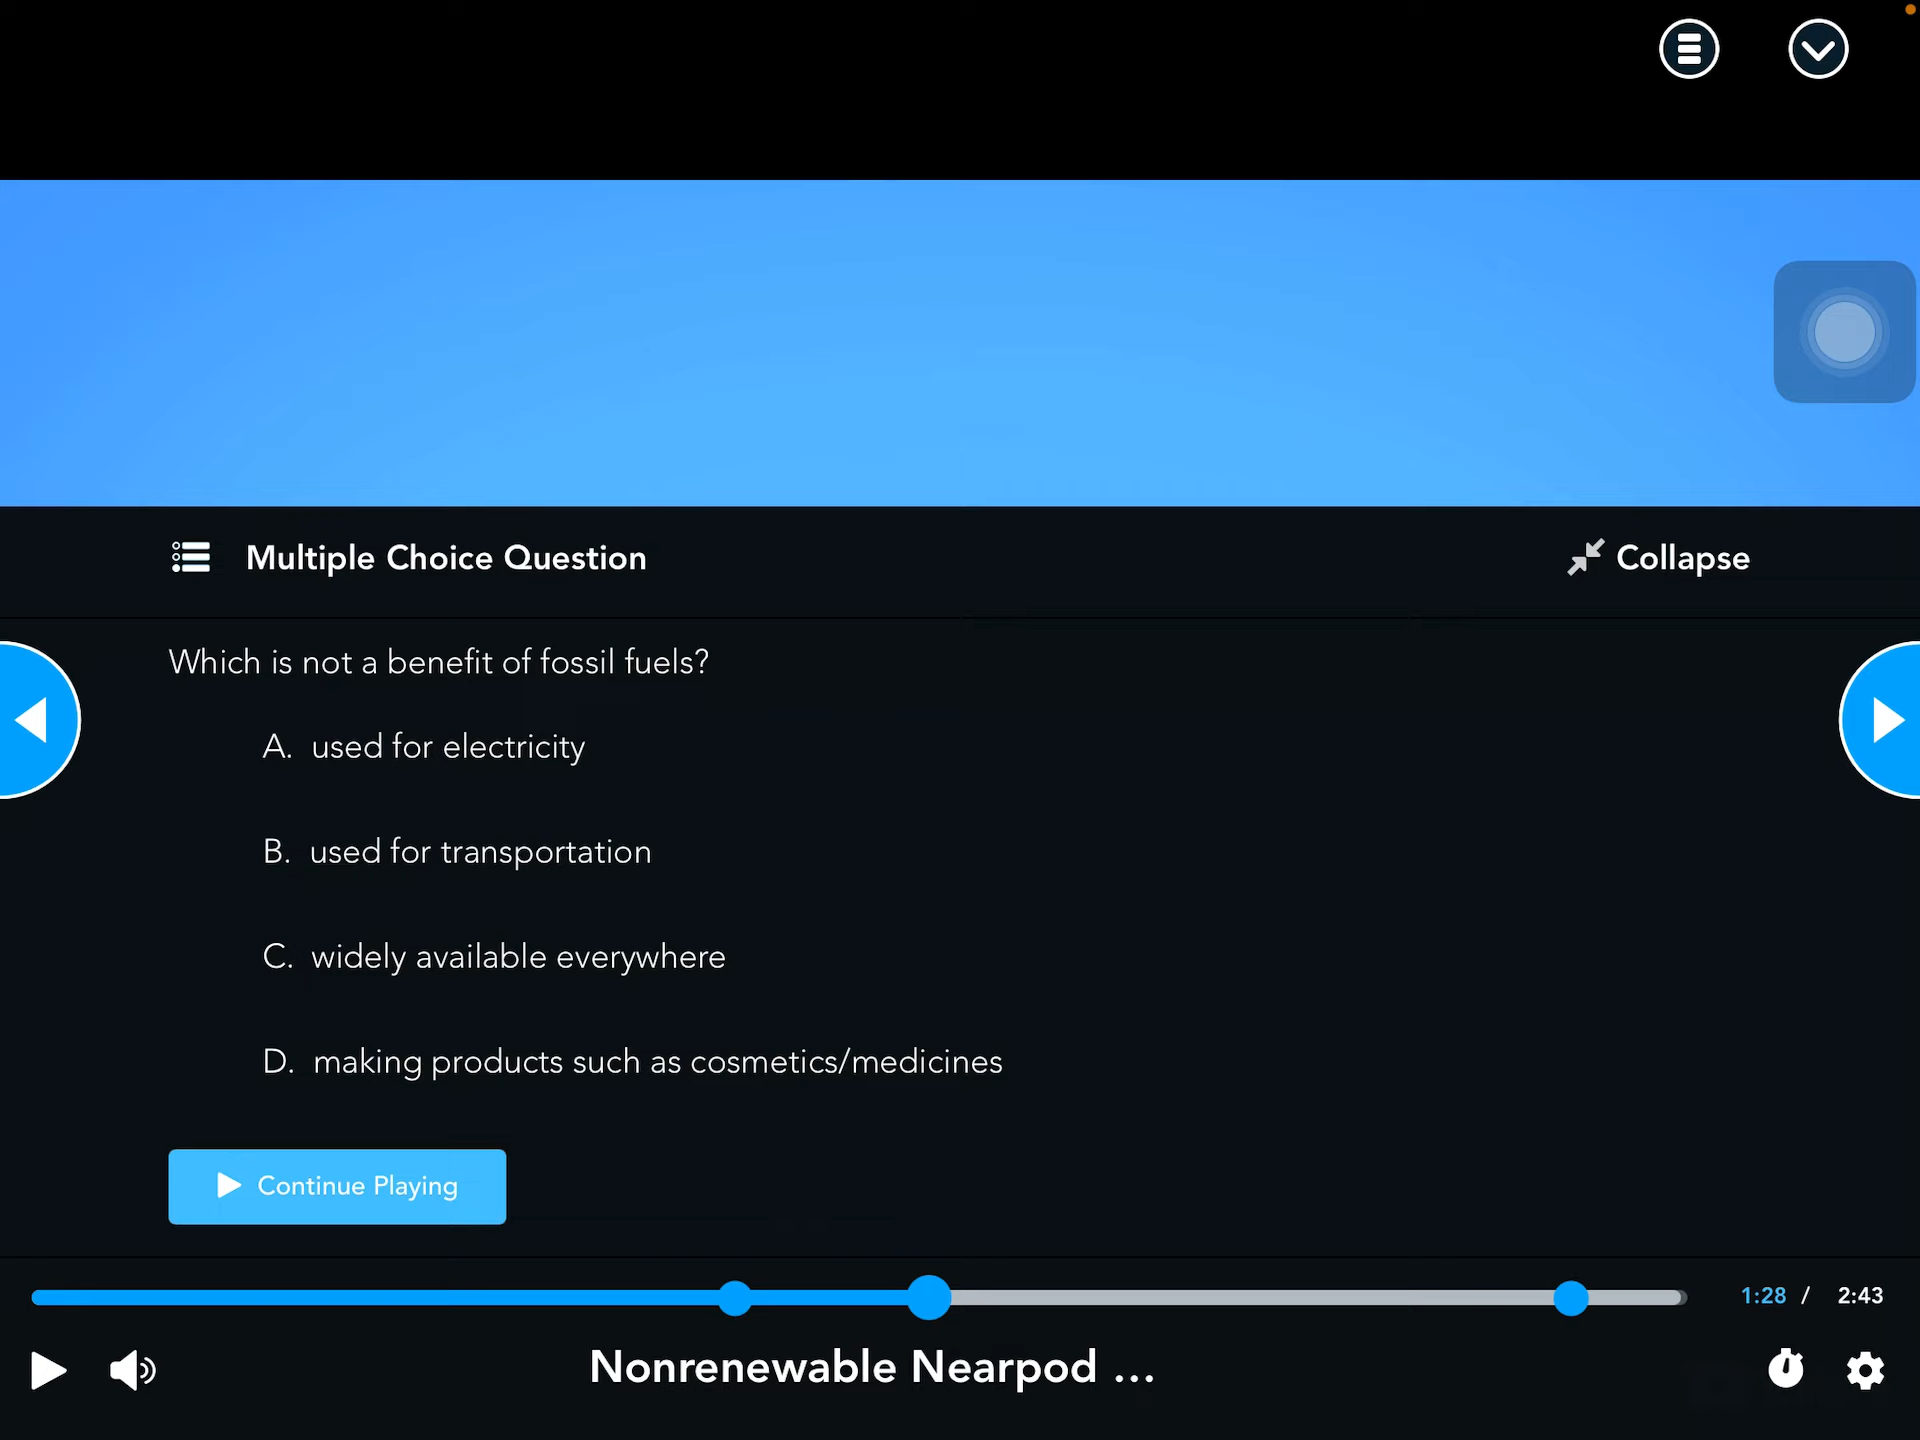 Multiple Choice Question
Collapse
Which is not a benefit of fossil fuels?
A. used for electricity
B. used for transportation
C. widely available everywhere
D. making products such as cosmetics/medicines
Continue Playing
1:28 / 2:43
Nonrenewable Nearpod ...